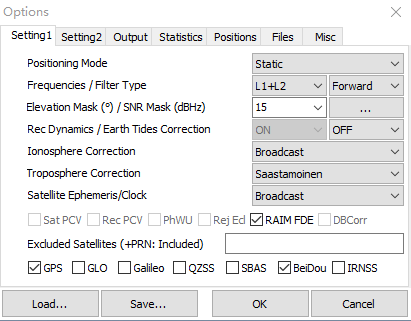 Options
Setting1 Setting2 Output Statistics Positions Files Misc
Positioning Mode Static
Frequencies / Filter Type L1+L2 Forward
Elevation Mask (°) / SNR Mask (dBHz) 15 ...
Rec Dynamics / Earth Tides Correction ON OFF
Ionosphere Correction Broadcast
Troposphere Correction Saastamoinen
Satellite Ephemeris/Clock Broadcast
Sat PCV Rec PCV PhWU Rej Ecl RAIM FDE DBCorr
Excluded Satellites (+PRN: Included)
GPS GLO Galileo QZSS SBAS BeiDou IRNSS
Load... Save... OK Cancel